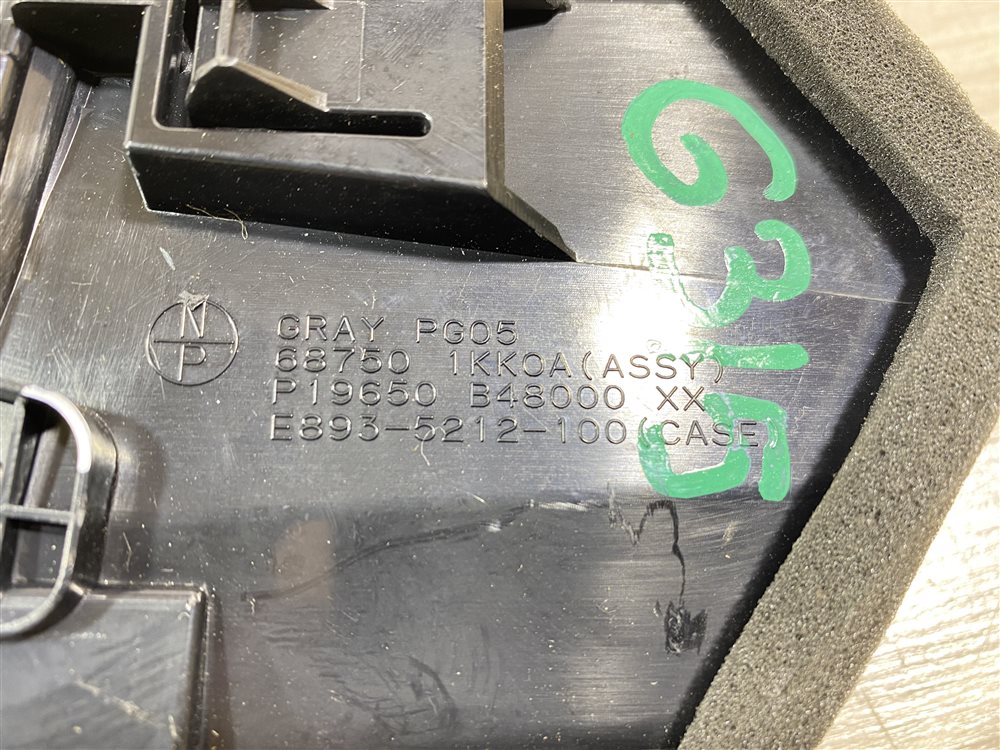 N
P
GRAY PG05
68750 1KK0A(ASSY)
P19650 B48000 XX
E893-5212-100(CASE
G315